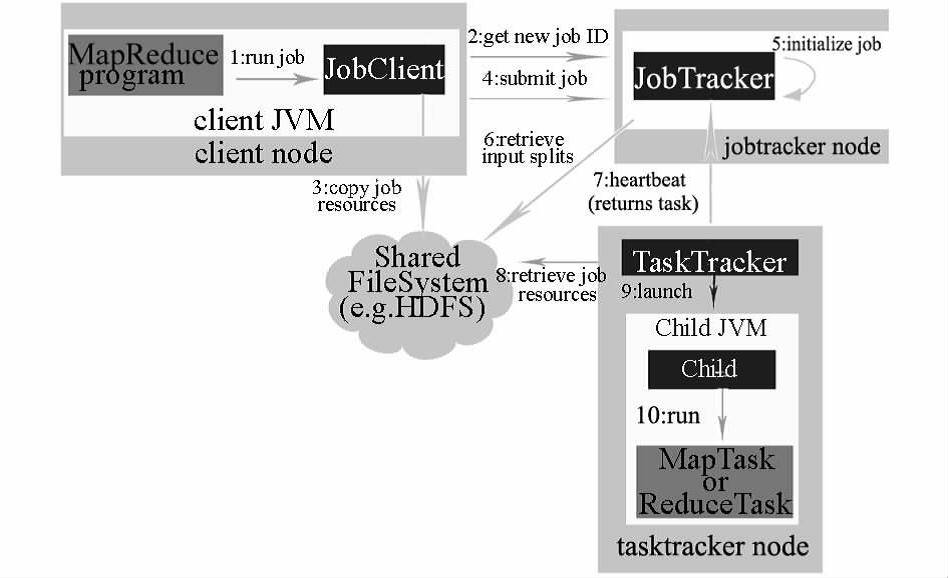 MapReduce
program
1:run job
JobClient
client JVM
client node
2:get new job ID
4:submit job
5:initialize job
JobTracker
jobtracker node
3:copy job
resources
6:retrieve
input splits
7:heartbeat
(returns task)
Shared
FileSystem
(e.g.HDFS)
8:retrieve job
resources
TaskTracker
9:launch
Child JVM
Child
10:run
MapTask
or
ReduceTask
tasktracker node